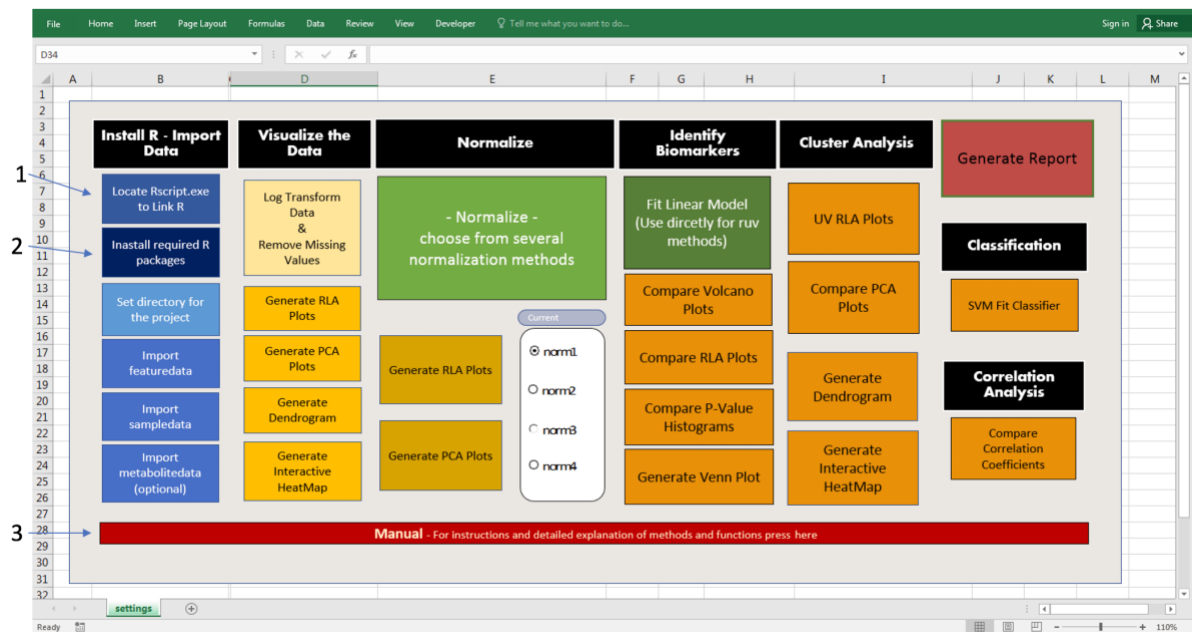 File Home Insert Page Layout Formulas Data Review View Developer Tell me what you want to do... Sign in Share
D34 fx
A B D E F G H I J K L M
1
2
3
4
5
6
7
8
9
10
11
12
13
14
15
16
17
18
19
20
21
22
23
24
25
26
27
28
29
30
31
32
1
2
3
Install R - Import
Data
Locate Rscript.exe
to Link R
Inastall required R
packages
Set directory for
the project
Import
featuredata
Import
sampledata
Import
metabolitedata
(optional)
Visualize the
Data
Log Transform
Data
&
Remove Missing
Values
Generate RLA
Plots
Generate PCA
Plots
Generate
Dendrogram
Generate
Interactive
HeatMap
Normalize
- Normalize -
choose from several
normalization methods
Generate RLA Plots
Generate PCA Plots
Current
norm1
norm2
norm3
norm4
Identify
Biomarkers
Fit Linear Model
(Use dircetly for ruv
methods)
Compare Volcano
Plots
Compare RLA Plots
Compare P-Value
Histograms
Generate Venn Plot
Cluster Analysis
UV RLA Plots
Compare PCA
Plots
Generate
Dendrogram
Generate
Interactive
HeatMap
Generate Report
Classification
SVM Fit Classifier
Correlation
Analysis
Compare
Correlation
Coefficients
Manual - For instructions and detailed explanation of methods and functions press here
settings
Ready 110%